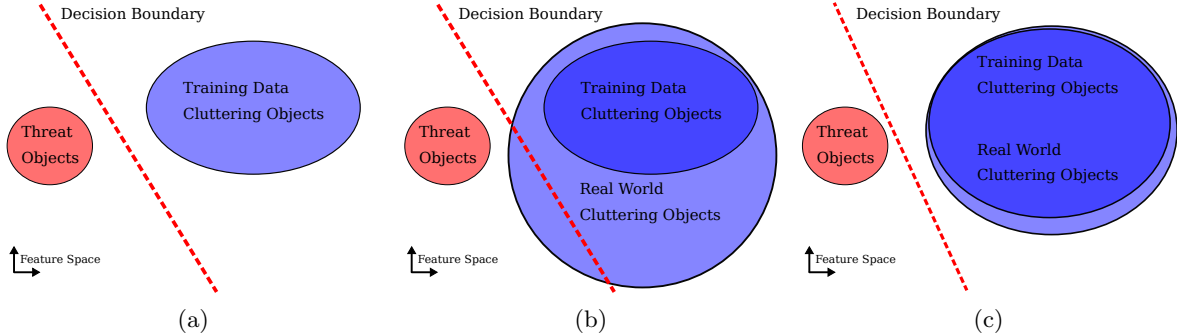 Decision Boundary
Training Data
Cluttering Objects
Threat
Objects
Feature Space
(a)
Decision Boundary
Training Data
Cluttering Objects
Threat
Objects
Real World
Cluttering Objects
Feature Space
(b)
Decision Boundary
Training Data
Cluttering Objects
Threat
Objects
Real World
Cluttering Objects
Feature Space
(c)